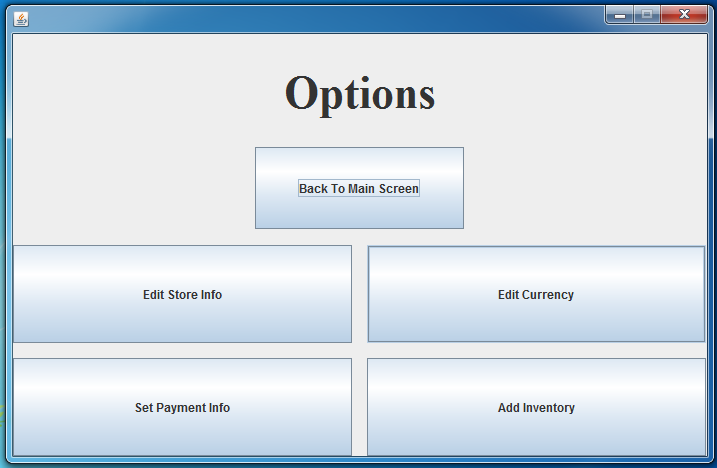 Options
Back To Main Screen
Edit Store Info
Edit Currency
Set Payment Info
Add Inventory